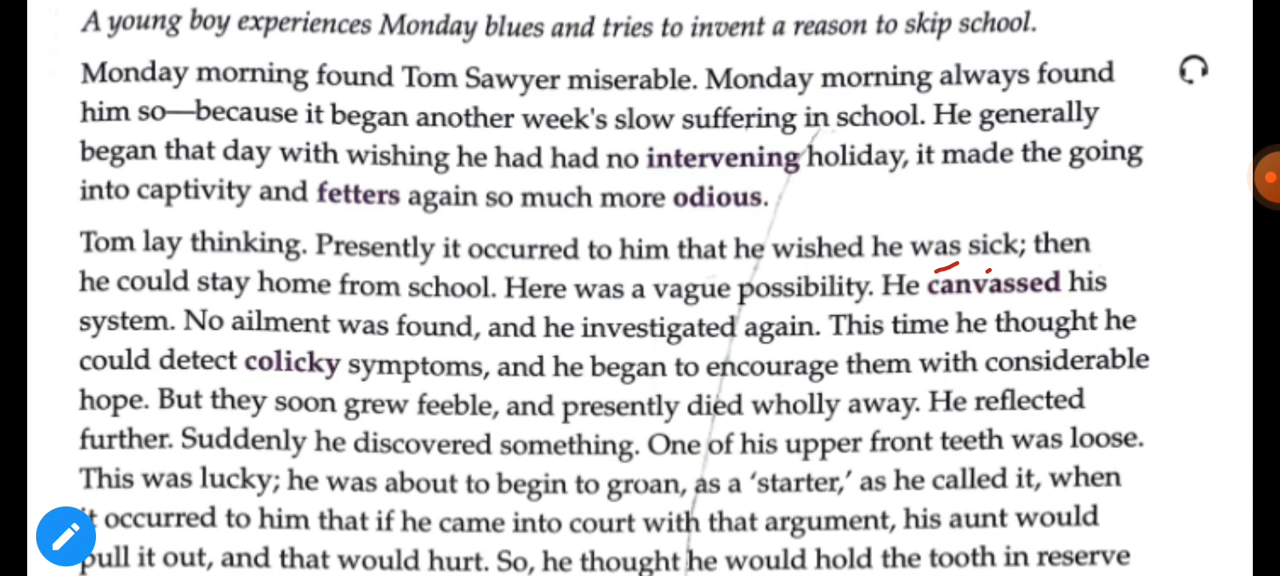 A young boy experiences Monday blues and tries to invent a reason to skip school.
Monday morning found Tom Sawyer miserable. Monday morning always found
him so—because it began another week's slow suffering in school. He generally
began that day with wishing he had had no intervening holiday, it made the going
into captivity and fetters again so much more odious.
Tom lay thinking. Presently it occurred to him that he wished he was sick; then
he could stay home from school. Here was a vague possibility. He canvassed his
system. No ailment was found, and he investigated again. This time he thought he
could detect colicky symptoms, and he began to encourage them with considerable
hope. But they soon grew feeble, and presently died wholly away. He reflected
further. Suddenly he discovered something. One of his upper front teeth was loose.
This was lucky; he was about to begin to groan, as a ‘starter,’ as he called it, when
it occurred to him that if he came into court with that argument, his aunt would
pull it out, and that would hurt. So, he thought he would hold the tooth in reserve